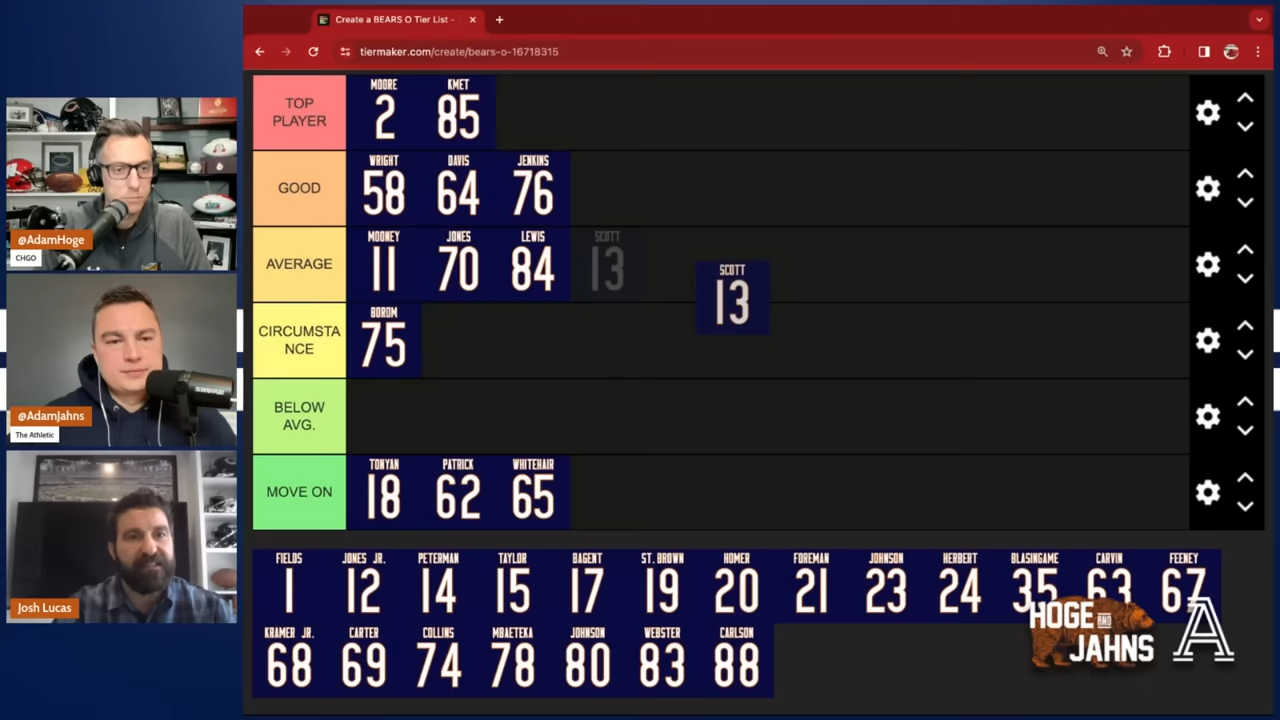 Create a BEARS O Tier List -
tiermaker.com/create/bears-o-16718315
@AdamHoge
CHGO
@AdamJahns
The Athletic
Josh Lucas
TOP
PLAYER
MOORE KMET
2 85
GOOD
WRIGHT DAVIS JENKINS
58 64 76
AVERAGE
MOONEY JONES LEWIS SCOTT
11 70 84 13
SCOTT
13
CIRCUMSTA
NCE
BOROM
75
BELOW
AVG.
MOVE ON
TONYAN PATRICK WHITEHAIR
18 62 65
FIELDS JONES JR. PETERMAN TAYLOR BAGENT ST. BROWN HOMER FOREMAN JOHNSON HERBERT BLASINGAME CARVIN FEENEY
1 12 14 15 17 19 20 21 23 24 35 63 67
KRAMER JR. CARTER COLLINS MBAETEKA JOHNSON WEBSTER CARLSON
68 69 74 78 80 83 88
HOGE AND
JAHNS
A